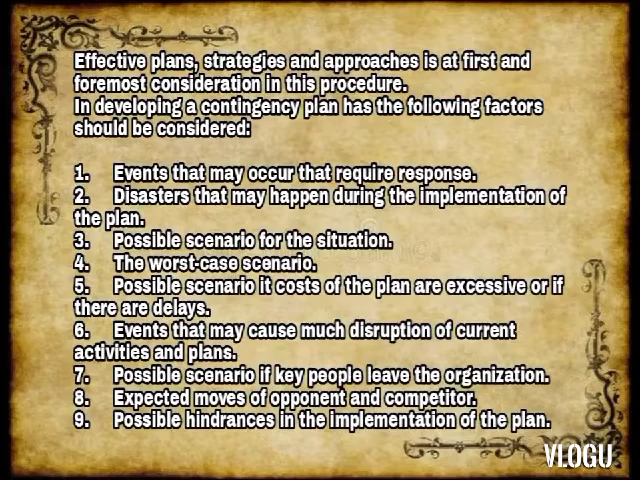 Effective plans, strategies and approaches is at first and
foremost consideration in this procedure.
In developing a contingency plan has the following factors
should be considered:
1. Events that may occur that require response.
2. Disasters that may happen during the implementation of
the plan.
3. Possible scenario for the situation.
4. The worst-case scenario.
5. Possible scenario it costs of the plan are excessive or if
there are delays.
6. Events that may cause much disruption of current
activities and plans.
7. Possible scenario if key people leave the organization.
8. Expected moves of opponent and competitor.
9. Possible hindrances in the implementation of the plan.
VLOGU